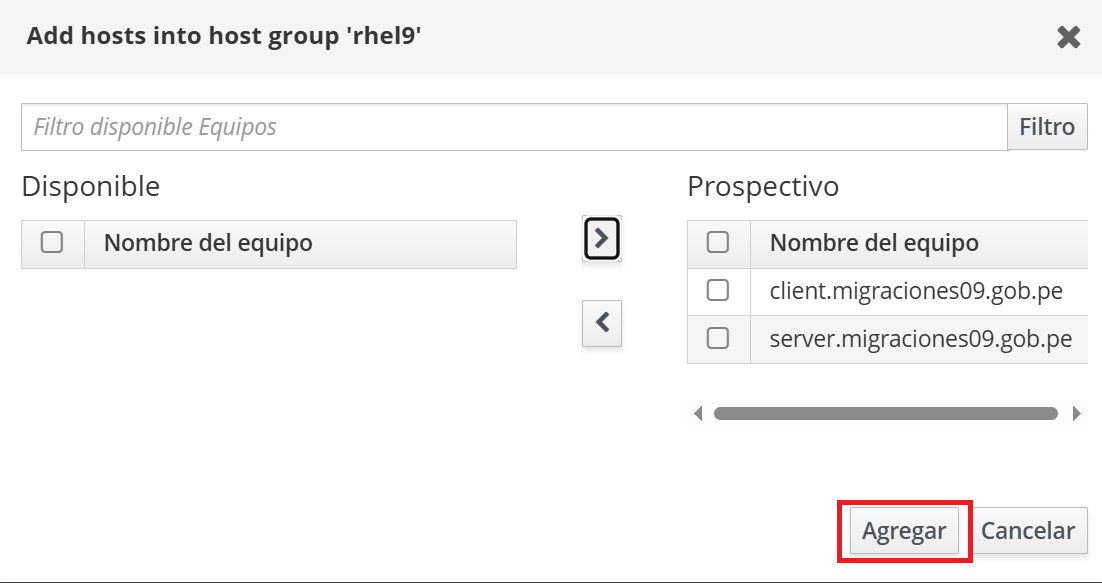 Add hosts into host group 'rhel9'
Filtro disponible Equipos
Filtro
Disponible
Nombre del equipo
Prospectivo
Nombre del equipo
client.migraciones09.gob.pe
server.migraciones09.gob.pe
Agregar
Cancelar